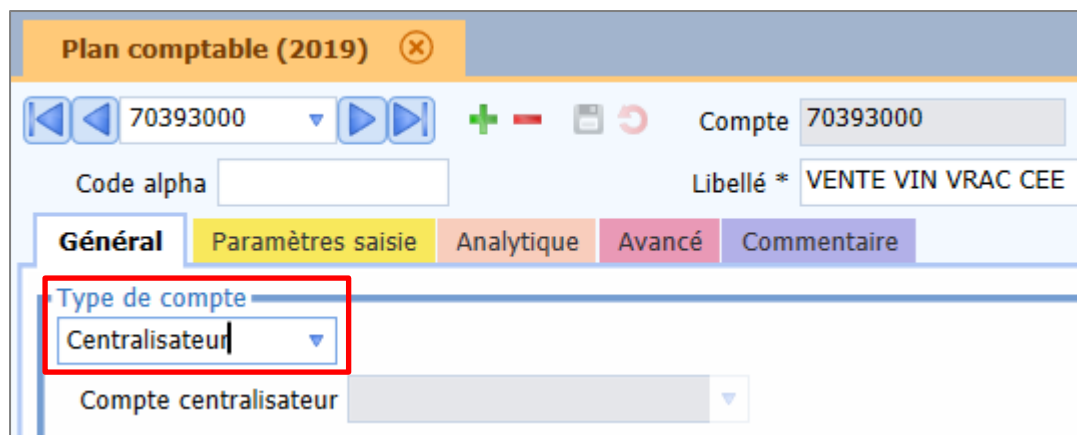 Plan comptable (2019)
70393000 Compte 70393000
Code alpha Libellé * VENTE VIN VRAC CEE
Général Paramètres saisie Analytique Avancé Commentaire
Type de compte
Centralisateur
Compte centralisateur